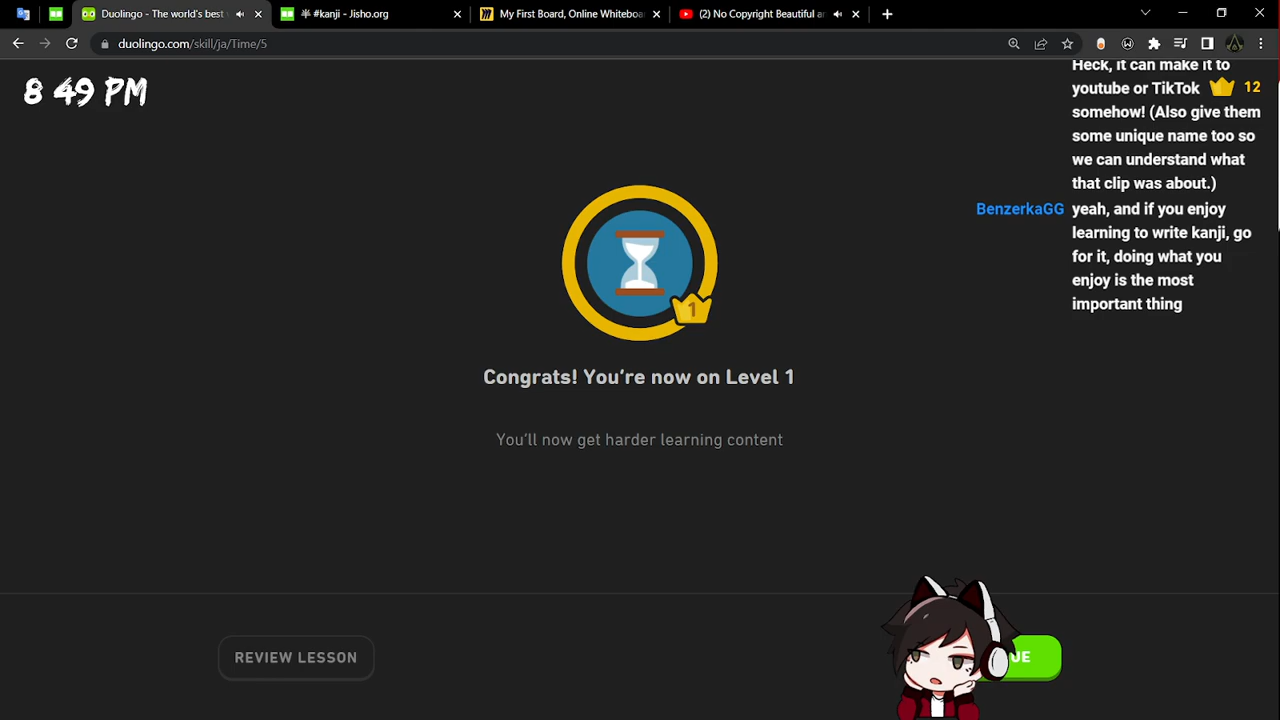 Duolingo - The world's best
#kanji - Jisho.org
My First Board, Online Whiteboa
(2) No Copyright Beautiful a
duolingo.com/skill/ja/Time/5
8 49 PM
Heck, it can make it to
youtube or TikTok
12
somehow! (Also give them
some unique name too so
we can understand what
that clip was about.)
BenzerkaGG yeah, and if you enjoy
learning to write kanji, go
for it, doing what you
enjoy is the most
important thing
1
Congrats! You're now on Level 1
You'll now get harder learning content
REVIEW LESSON
UE